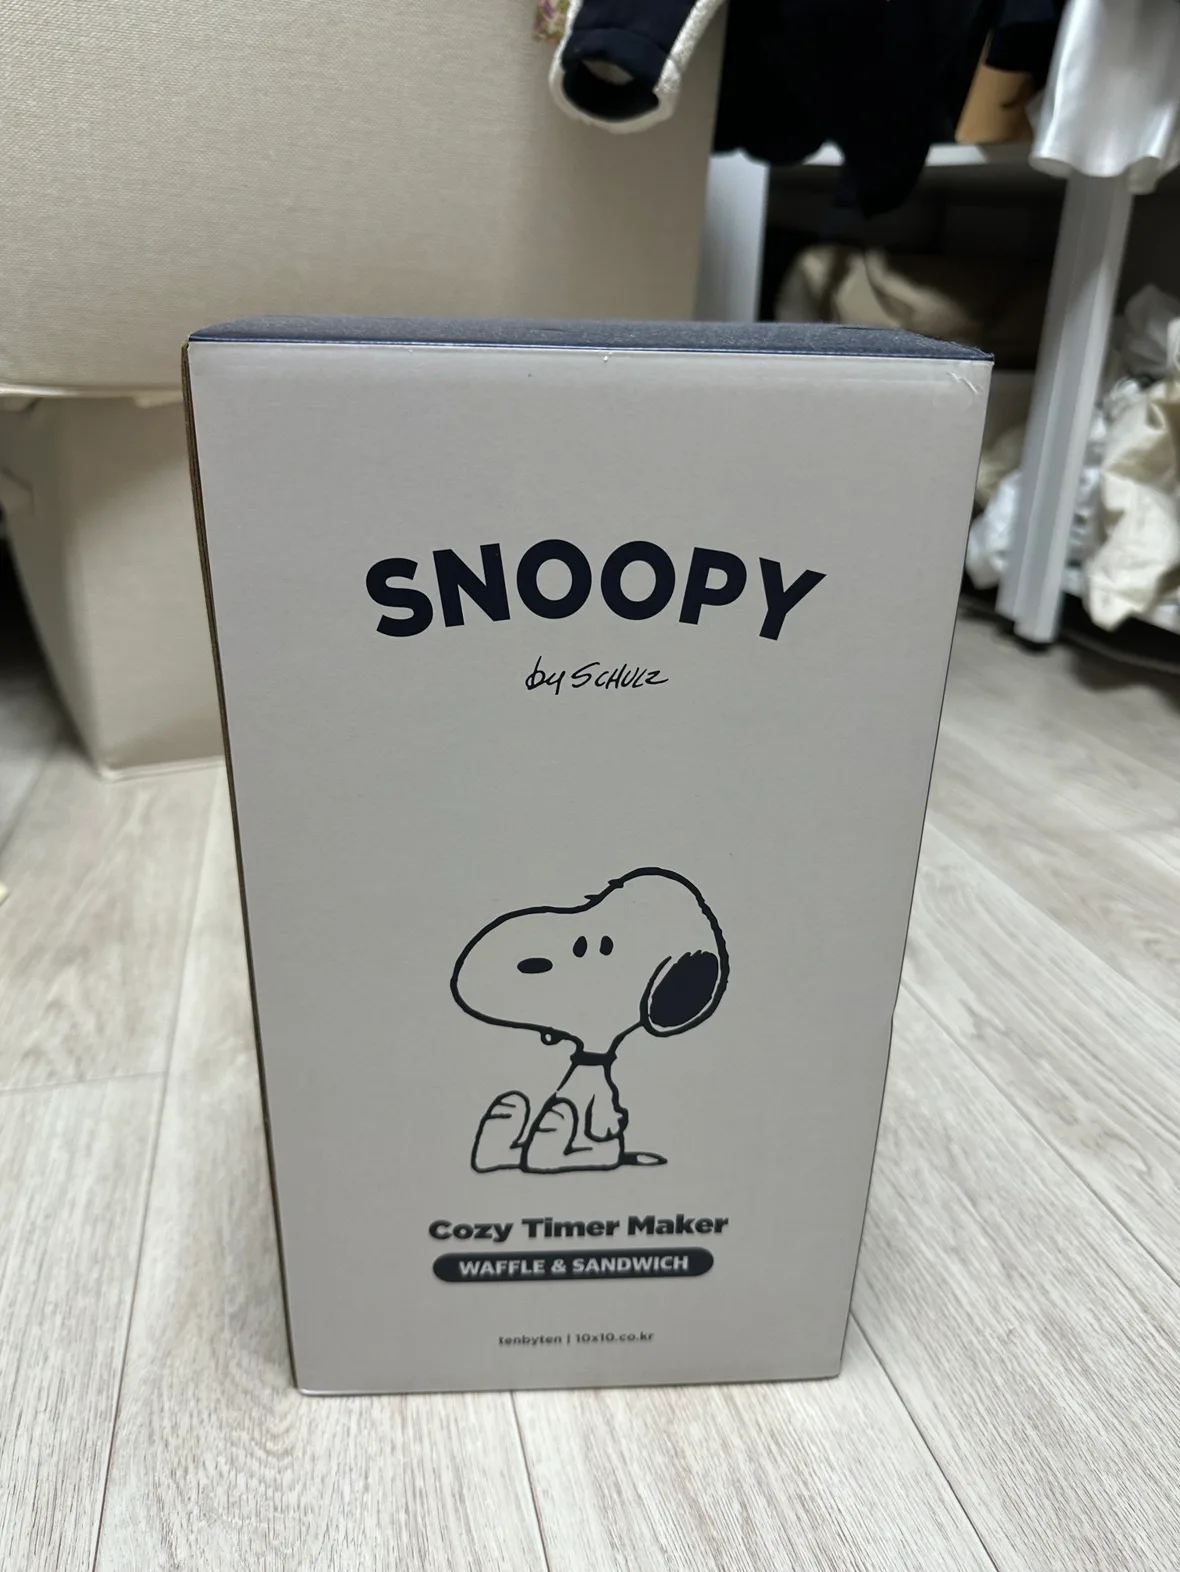 SNOOPY
by SCHULZ
Cozy Timer Maker
WAFFLE & SANDWICH
tenbyten | 10x10.co.kr